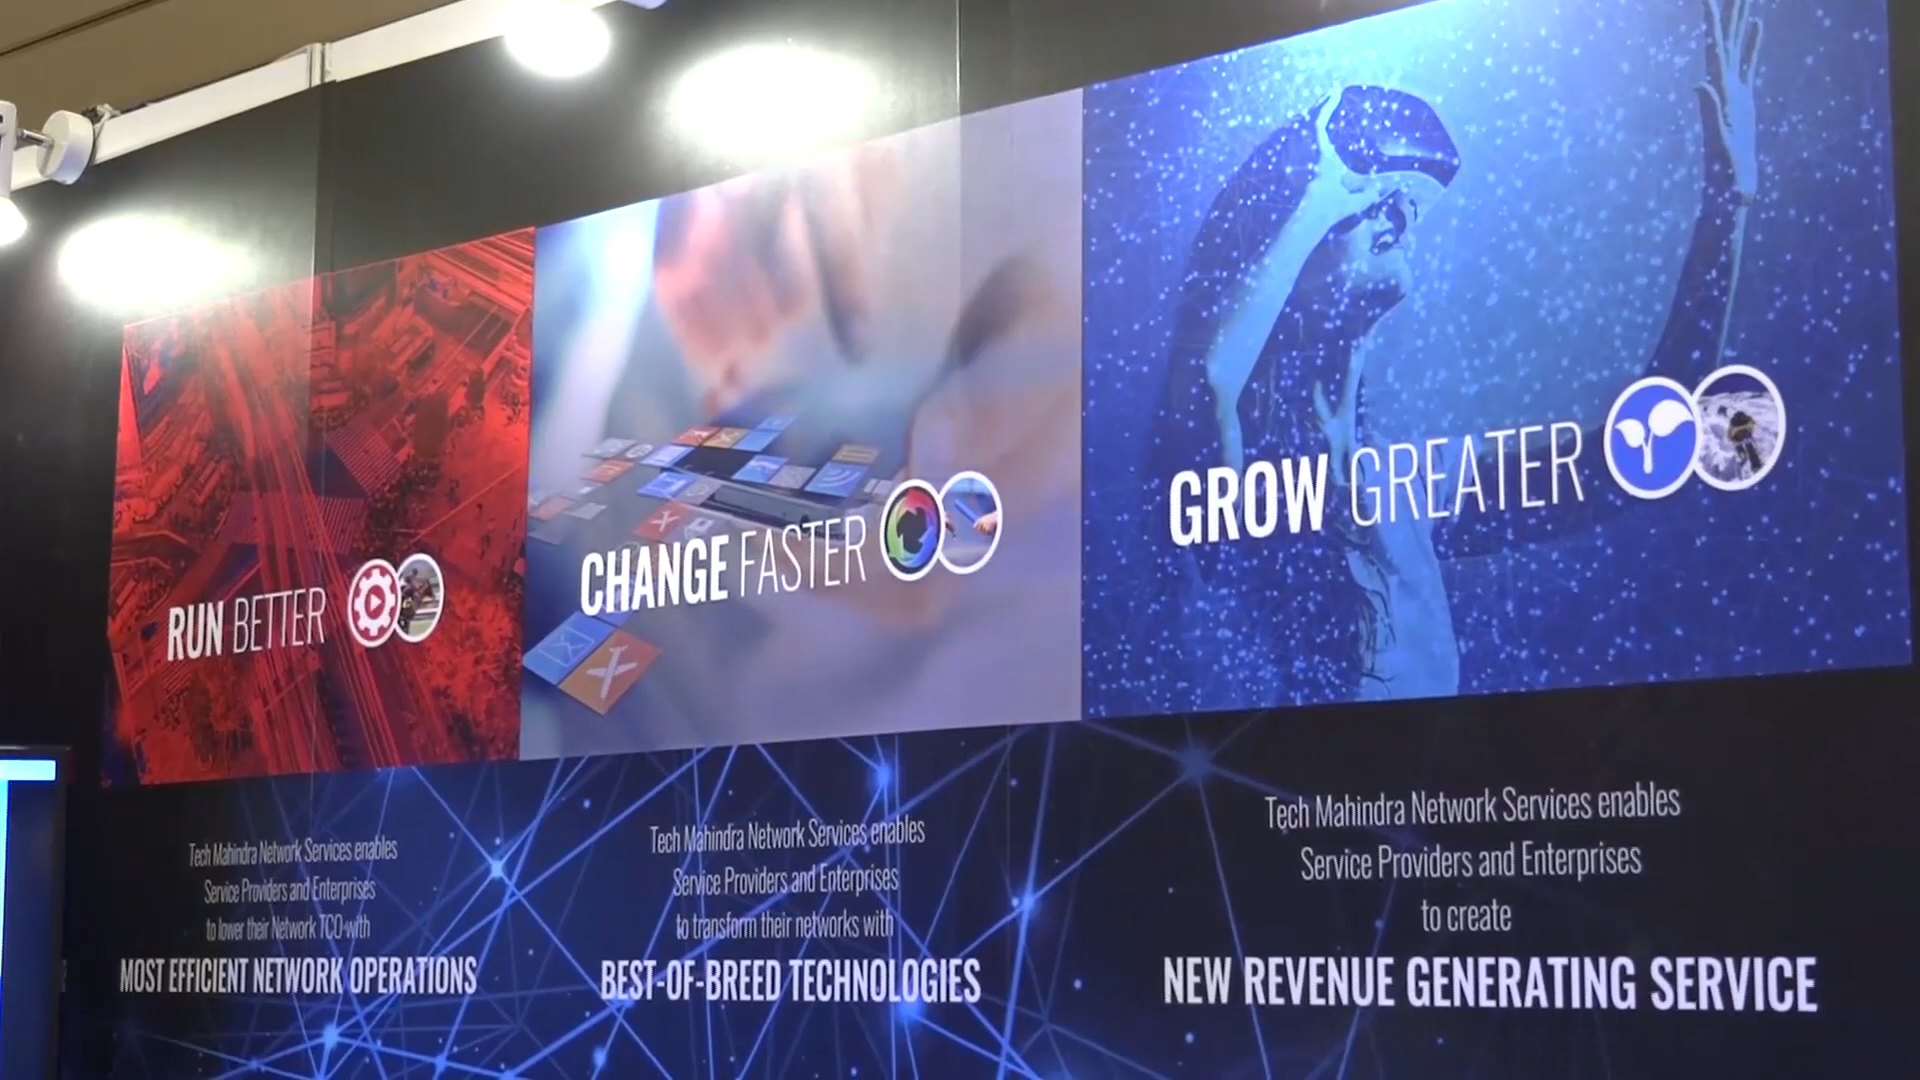 RUN BETTER
Tech Mahindra Network Services enables
Service Providers and Enterprises
to lower their Network TCO with
MOST EFFICIENT NETWORK OPERATIONS
CHANGE FASTER
Tech Mahindra Network Services enables
Service Providers and Enterprises
to transform their networks with
BEST-OF-BREED TECHNOLOGIES
GROW GREATER
Tech Mahindra Network Services enables
Service Providers and Enterprises
to create
NEW REVENUE GENERATING SERVICE